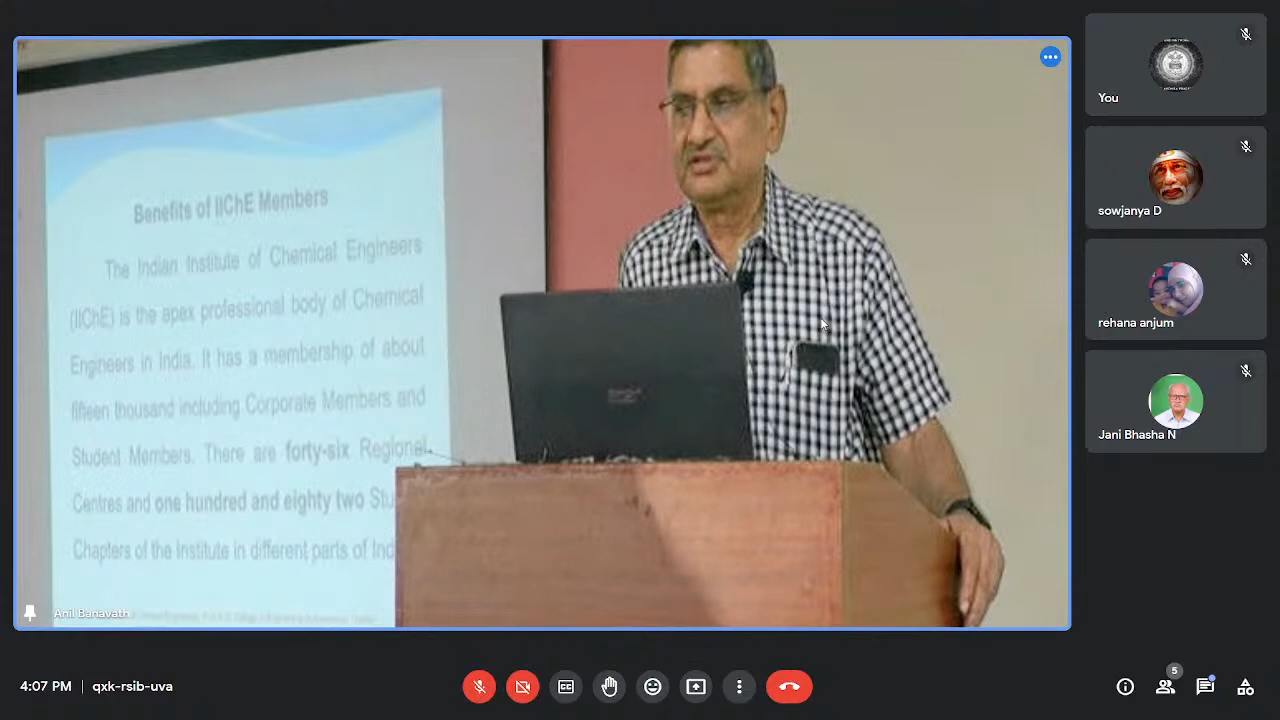 Benefits of IIChE Members
The Indian Institute of Chemical Engineers
(IIChE) is the apex professional body of Chemical
Engineers in India. It has a membership of about
fifteen thousand including Corporate Members and
Student Members. There are forty-six Regional
Centres and one hundred and eighty two Stu
Chapters of the Institute in different parts of Ind
Anil Banavath
You
sowjanya D
rehana anjum
Jani Bhasha N
4:07 PM | qxk-rsib-uva
5